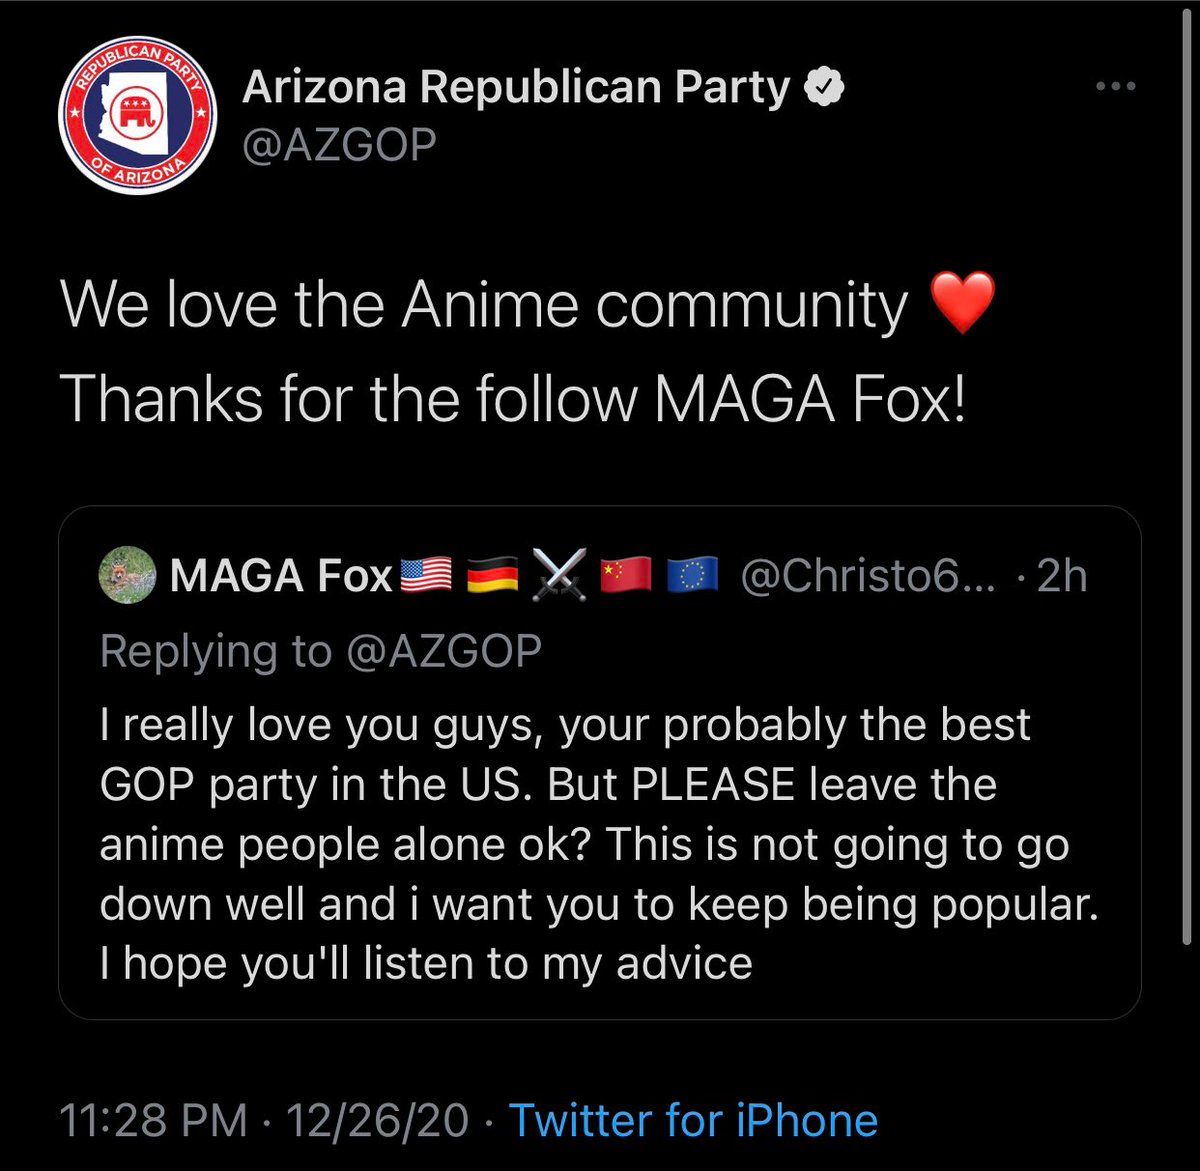 REPUBLICAN PARTY
OF ARIZONA
Arizona Republican Party
@AZGOP
We love the Anime community ❤️
Thanks for the follow MAGA Fox!
MAGA Fox🇺🇸🇩🇪⚔️🇨🇳🇪🇺 @Christo6... · 2h
Replying to @AZGOP
I really love you guys, your probably the best
GOP party in the US. But PLEASE leave the
anime people alone ok? This is not going to go
down well and i want you to keep being popular.
I hope you'll listen to my advice
11:28 PM · 12/26/20 · Twitter for iPhone